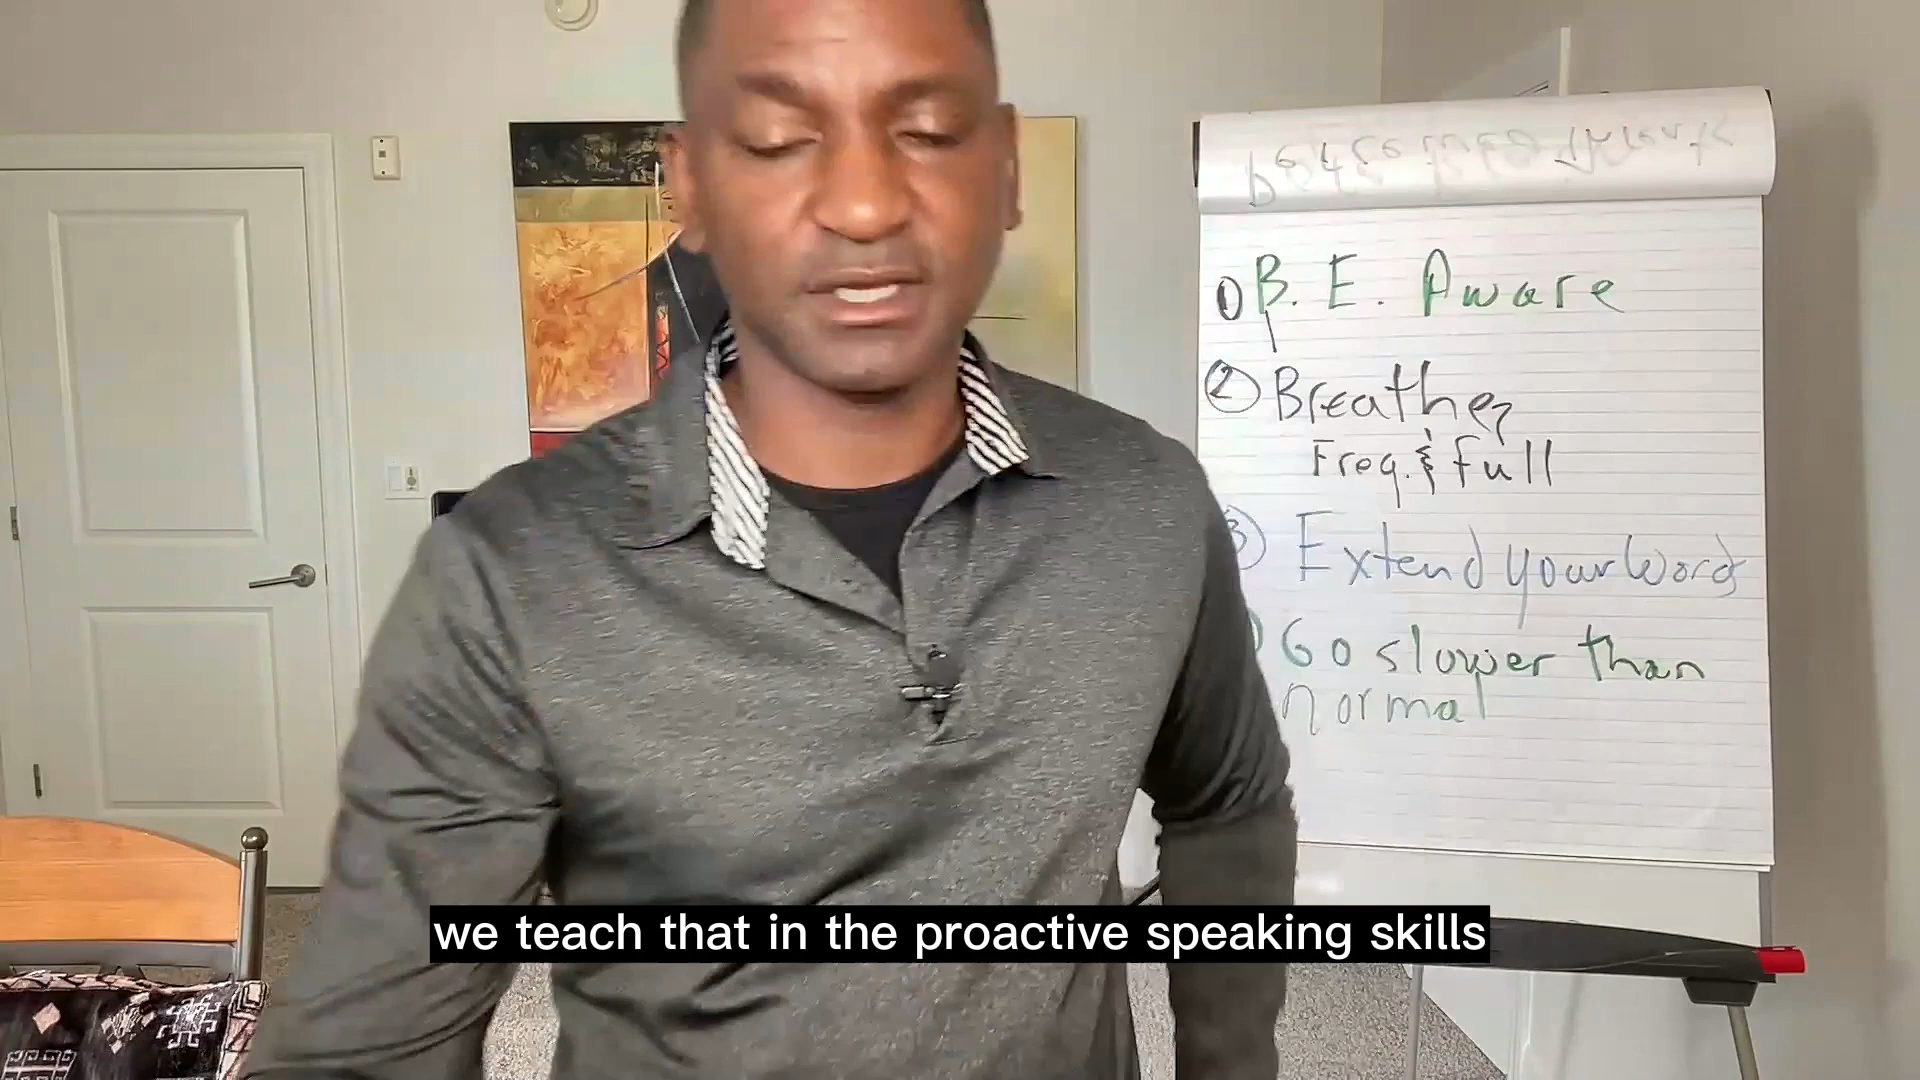 ① B. E. Aware
② Breathe,
Freq. & full
3) Extend your Words
) Go slower than
normal
we teach that in the proactive speaking skills